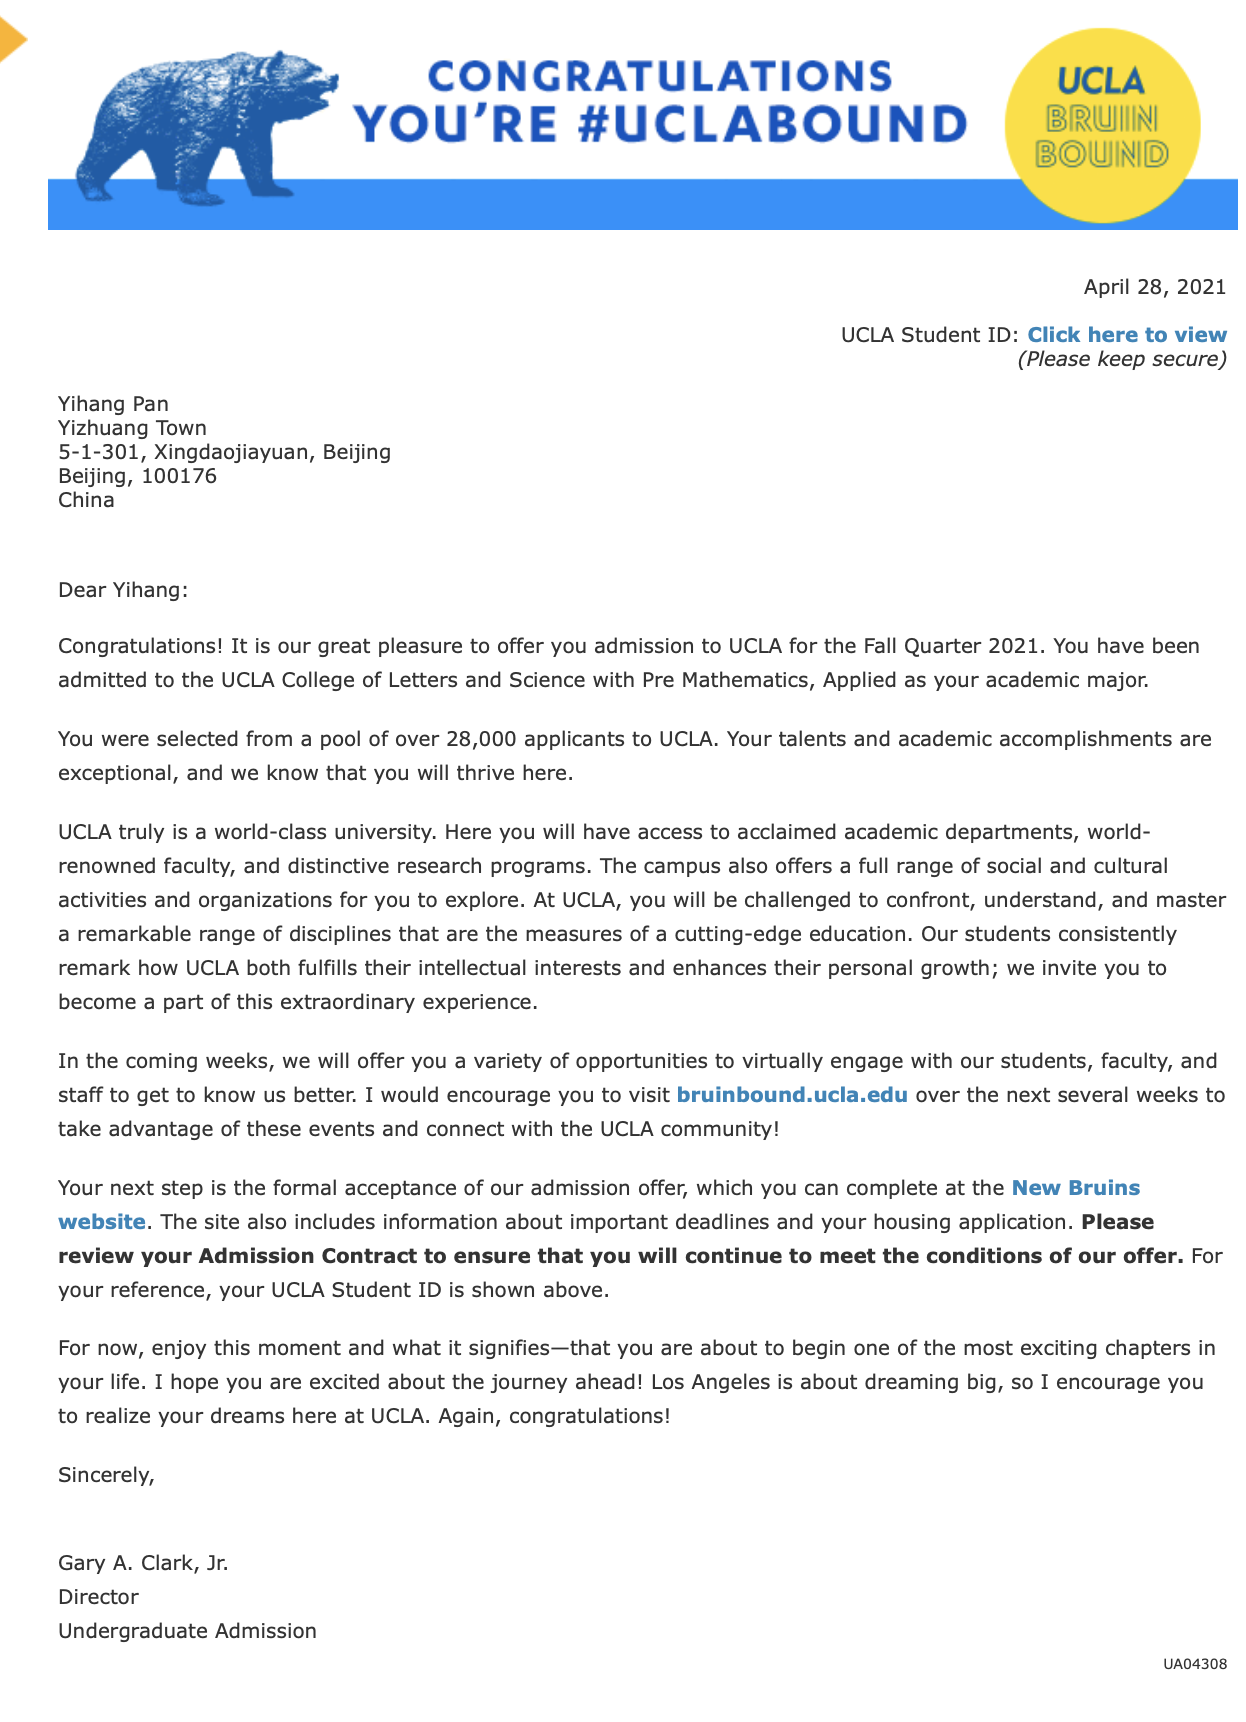 CONGRATULATIONS
YOU'RE #UCLABOUND
UCLA
BRUIN
BOUND
April 28, 2021
UCLA Student ID: Click here to view
(Please keep secure)
Yihang Pan
Yizhuang Town
5-1-301, Xingdaojiayuan, Beijing
Beijing, 100176
China
Dear Yihang:
Congratulations! It is our great pleasure to offer you admission to UCLA for the Fall Quarter 2021. You have been
admitted to the UCLA College of Letters and Science with Pre Mathematics, Applied as your academic major.
You were selected from a pool of over 28,000 applicants to UCLA. Your talents and academic accomplishments are
exceptional, and we know that you will thrive here.
UCLA truly is a world-class university. Here you will have access to acclaimed academic departments, world-
renowned faculty, and distinctive research programs. The campus also offers a full range of social and cultural
activities and organizations for you to explore. At UCLA, you will be challenged to confront, understand, and master
a remarkable range of disciplines that are the measures of a cutting-edge education. Our students consistently
remark how UCLA both fulfills their intellectual interests and enhances their personal growth; we invite you to
become a part of this extraordinary experience.
In the coming weeks, we will offer you a variety of opportunities to virtually engage with our students, faculty, and
staff to get to know us better. I would encourage you to visit bruinbound.ucla.edu over the next several weeks to
take advantage of these events and connect with the UCLA community!
Your next step is the formal acceptance of our admission offer, which you can complete at the New Bruins
website. The site also includes information about important deadlines and your housing application. Please
review your Admission Contract to ensure that you will continue to meet the conditions of our offer. For
your reference, your UCLA Student ID is shown above.
For now, enjoy this moment and what it signifies—that you are about to begin one of the most exciting chapters in
your life. I hope you are excited about the journey ahead! Los Angeles is about dreaming big, so I encourage you
to realize your dreams here at UCLA. Again, congratulations!
Sincerely,
Gary A. Clark, Jr.
Director
Undergraduate Admission
UA04308